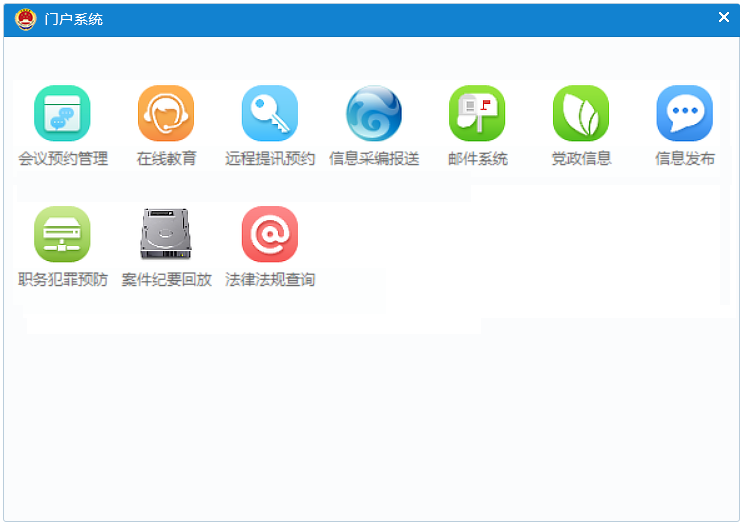 门户系统
会议预约管理
在线教育
远程提讯预约
信息采编报送
邮件系统
党政信息
信息发布
职务犯罪预防
案件纪要回放
法律法规查询